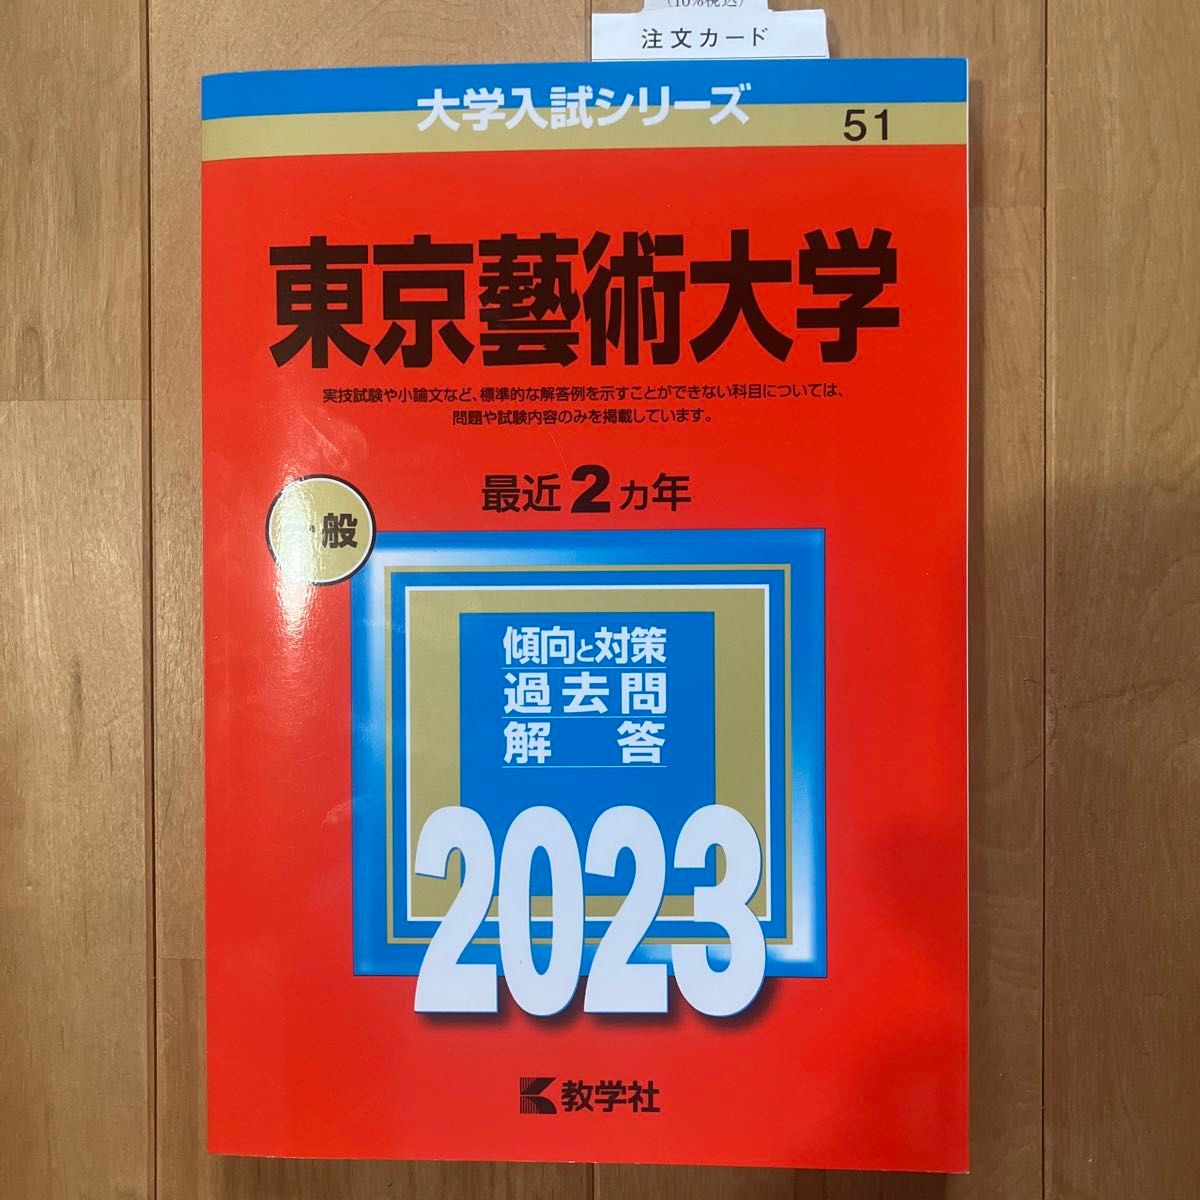 (10%税込)
注文カード
大学入試シリーズ
51
東京藝術大学
実技試験や小論文など、標準的な解答例を示すことができない科目については、
問題や試験内容のみを掲載しています。
最近2カ年
一般
傾向と対策
過去問
解答
2023
教学社